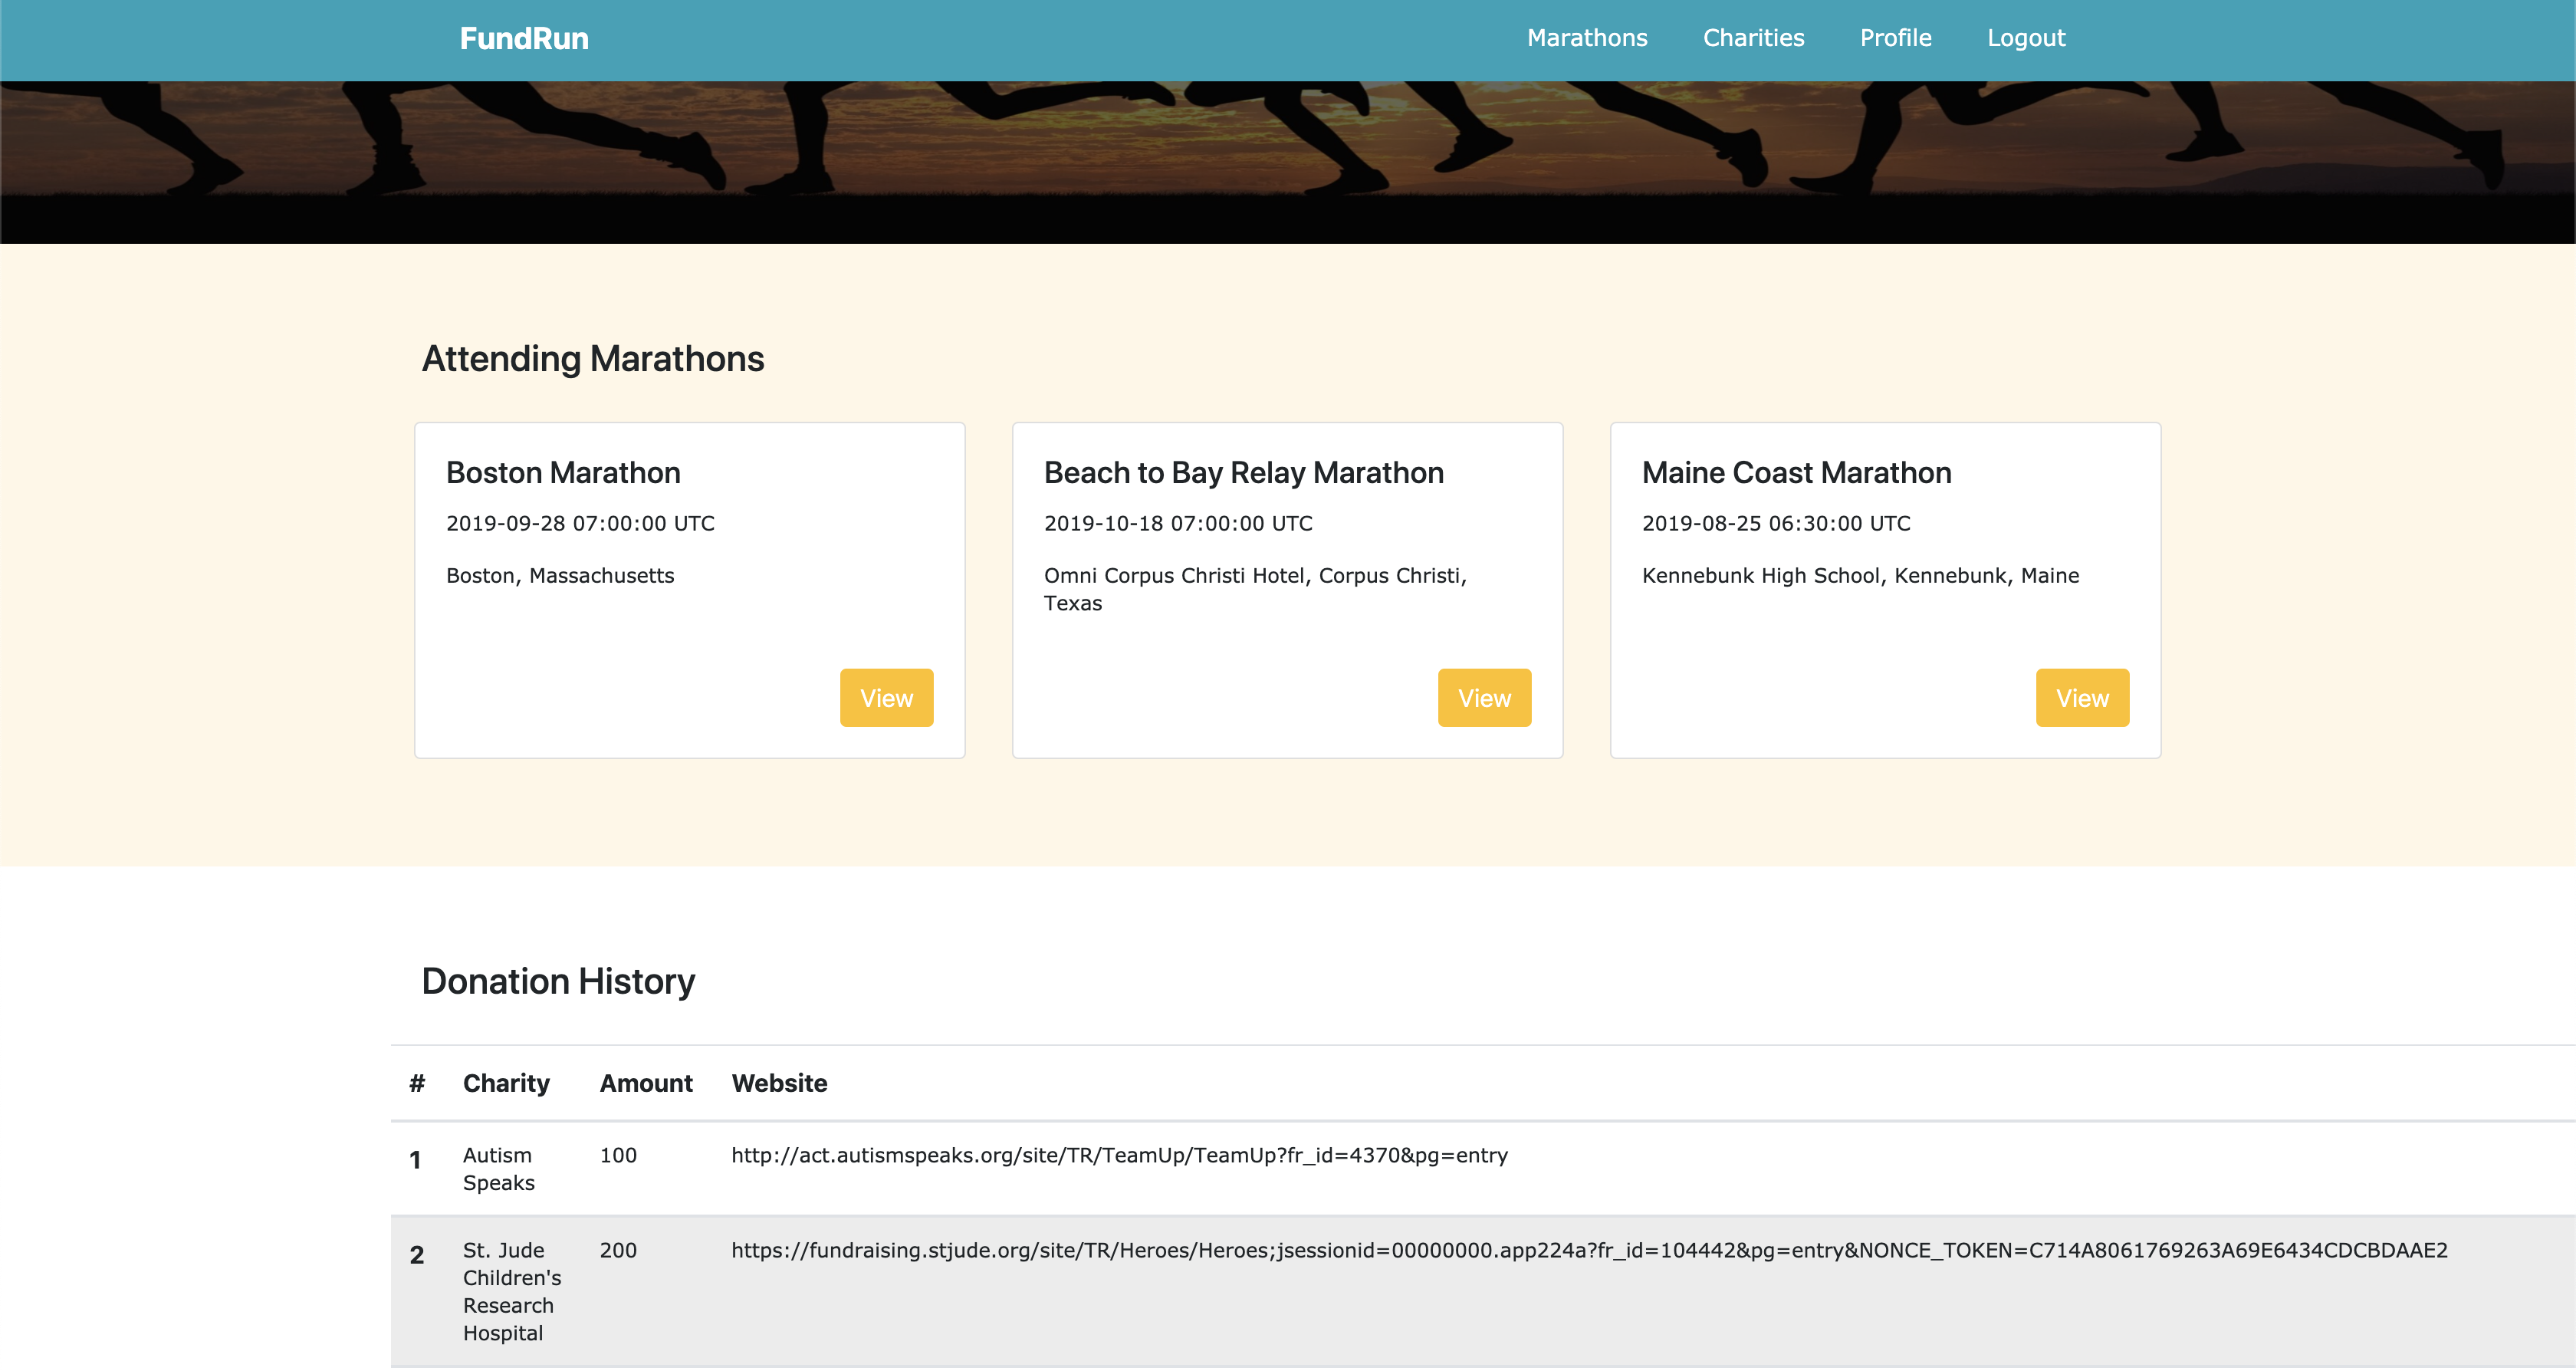 FundRun
Marathons Charities Profile Logout
Attending Marathons
Boston Marathon
2019-09-28 07:00:00 UTC
Boston, Massachusetts
View
Beach to Bay Relay Marathon
2019-10-18 07:00:00 UTC
Omni Corpus Christi Hotel, Corpus Christi,
Texas
View
Maine Coast Marathon
2019-08-25 06:30:00 UTC
Kennebunk High School, Kennebunk, Maine
View
Donation History
# Charity Amount Website
1 Autism 100 http://act.autismspeaks.org/site/TR/TeamUp/TeamUp?fr_id=4370&pg=entry
Speaks
2 St. Jude 200 https://fundraising.stjude.org/site/TR/Heroes/Heroes;jsessionid=00000000.app224a?fr_id=104442&pg=entry&NONCE_TOKEN=C714A8061769263A69E6434CDCBDAAE2
Children's
Research
Hospital